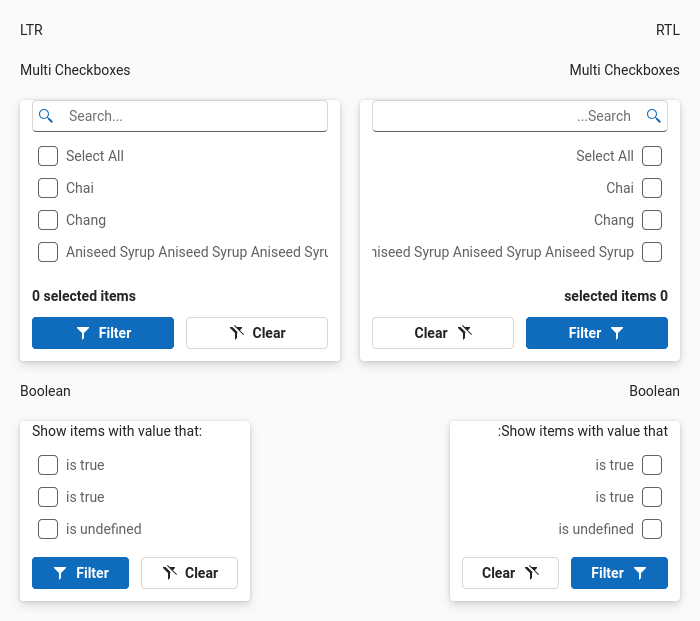 LTR
RTL
Multi Checkboxes
Multi Checkboxes
Search...
...Search
Select All
Select All
Chai
Chai
Chang
Chang
Aniseed Syrup Aniseed Syrup Aniseed Syru
niseed Syrup Aniseed Syrup Aniseed Syrup
0 selected items
selected items 0
Filter
Clear
Clear
Filter
Boolean
Boolean
Show items with value that:
:Show items with value that
is true
is true
is true
is true
is undefined
is undefined
Filter
Clear
Clear
Filter